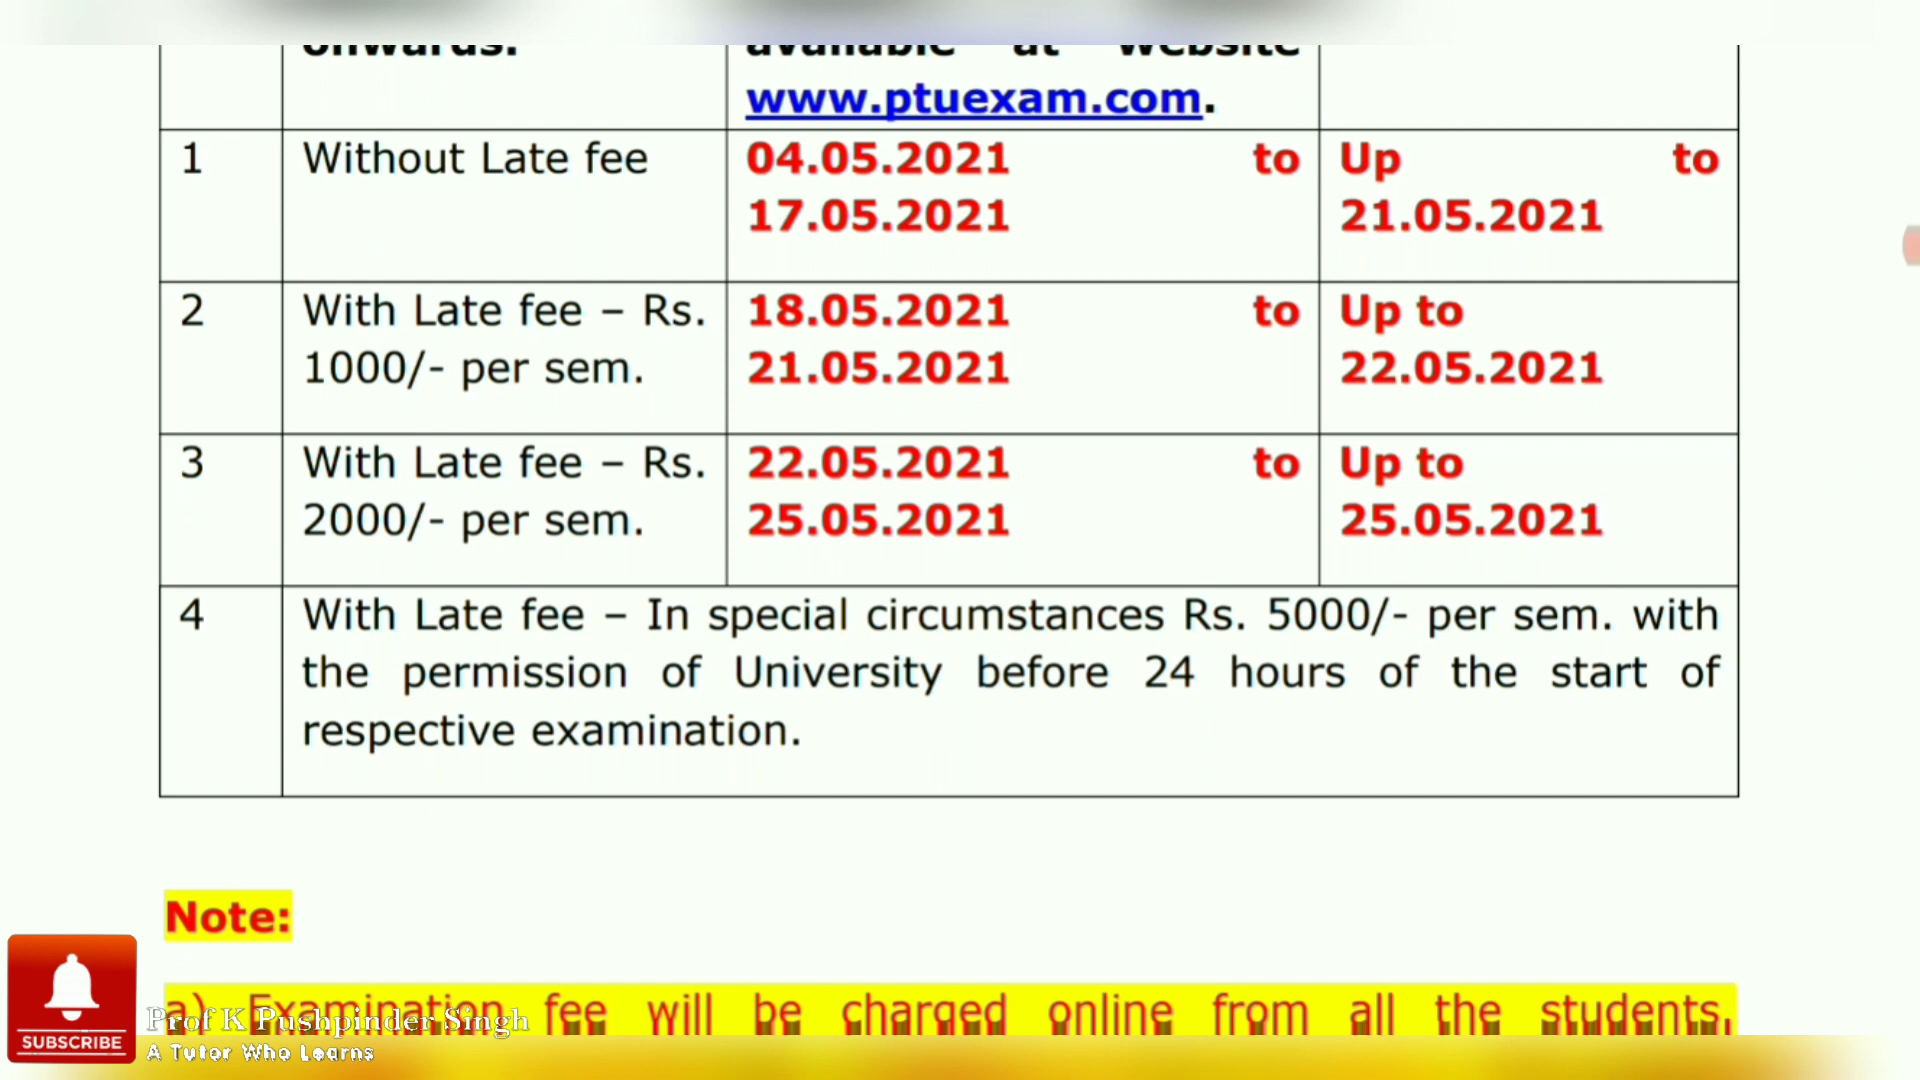 onwards.
available at website
www.ptuexam.com.
1 Without Late fee 04.05.2021 to Up to
17.05.2021 21.05.2021
2 With Late fee – Rs. 18.05.2021 to Up to
1000/- per sem. 21.05.2021 22.05.2021
3 With Late fee – Rs. 22.05.2021 to Up to
2000/- per sem. 25.05.2021 25.05.2021
4 With Late fee – In special circumstances Rs. 5000/- per sem. with
the permission of University before 24 hours of the start of
respective examination.
Note:
a) Examination fee will be charged online from all the students,
SUBSCRIBE
Prof K Pushpinder Singh
A Tutor Who Learns